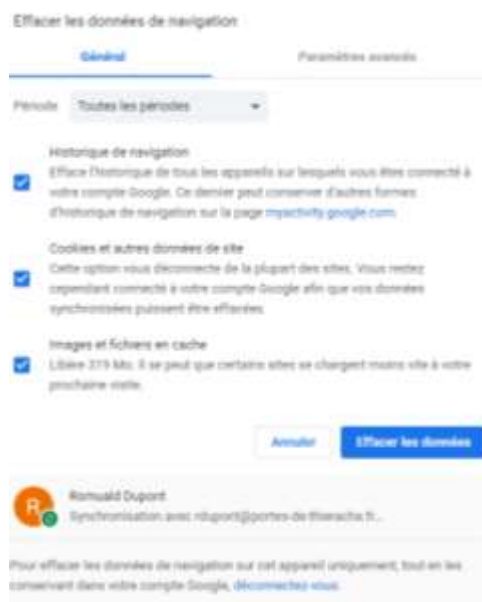 Effacer les données de navigation
Général
Paramètres avancés
Période
Toutes les périodes
Historique de navigation
Efface l'historique de tous les appareils sur lesquels vous êtes connecté à
votre compte Google. Ce dernier peut conserver d'autres formes
d'historique de navigation sur la page myactivity.google.com.
Cookies et autres données de site
Cette option vous déconnecte de la plupart des sites. Vous restez
cependant connecté à votre compte Google afin que vos données
synchronisées puissent être effacées.
Images et fichiers en cache
Libère 319 Mo. Il se peut que certains sites se chargent moins vite à votre
prochaine visite.
Annuler
Effacer les données
R
Romuald Dupont
Synchronisation avec rdupont@portes-de-thierache.fr...
Pour effacer les données de navigation sur cet appareil uniquement, tout en les
conservant dans votre compte Google, déconnectez-vous.